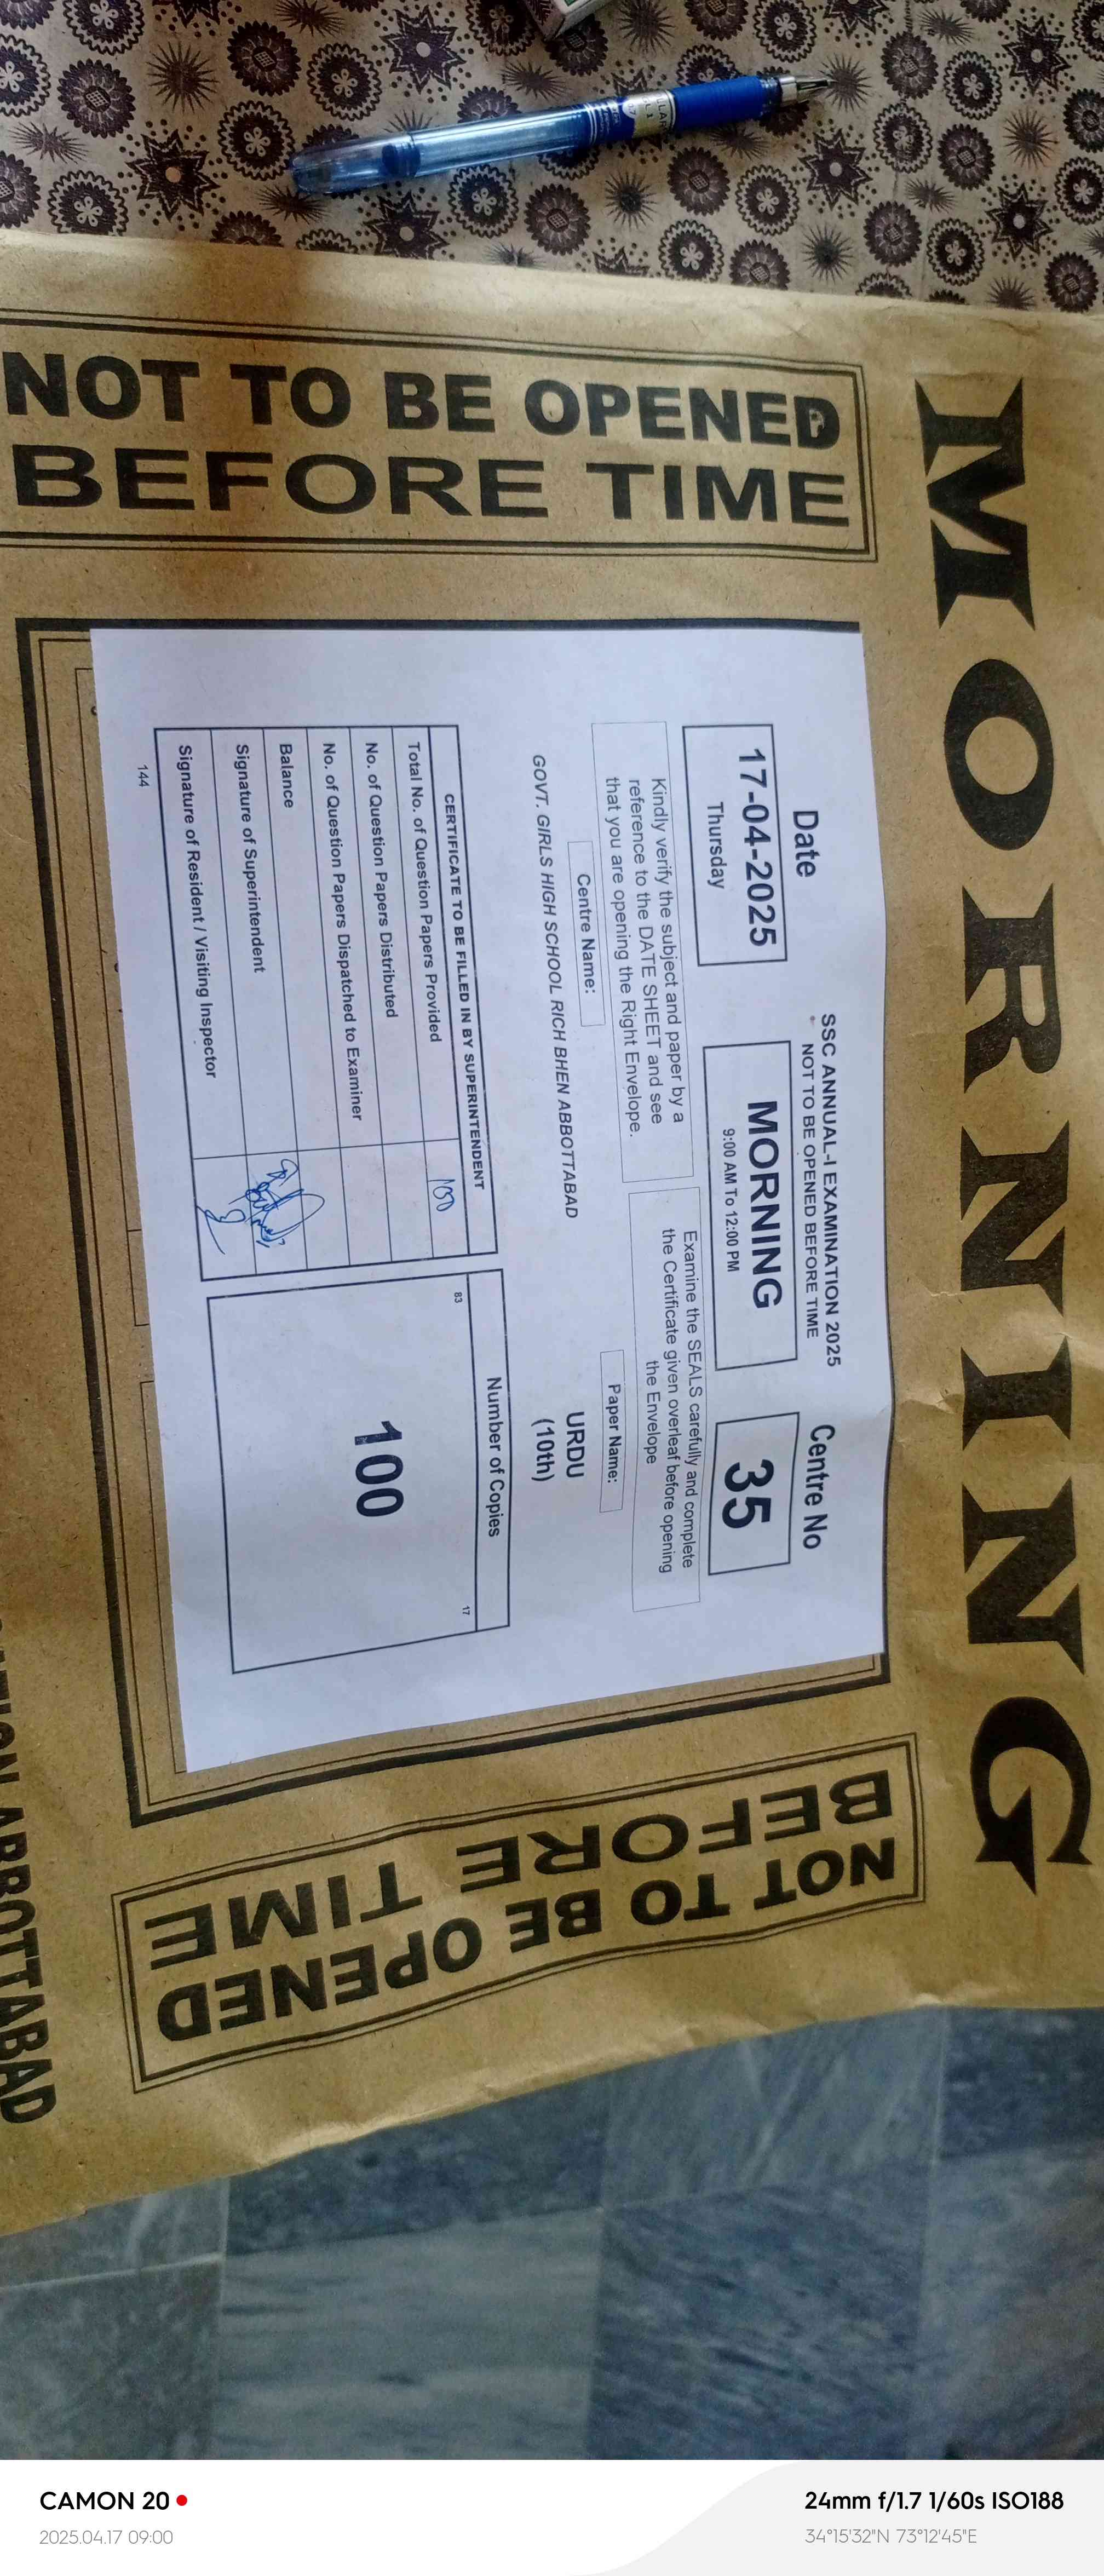 NOT TO BE OPENED
BEFORE TIME
MORNING
SSC ANNUAL-I EXAMINATION 2025
NOT TO BE OPENED BEFORE TIME
Date
17-04-2025
Thursday
MORNING
9:00 AM To 12:00 PM
Centre No
35
Kindly verify the subject and paper by a
reference to the DATE SHEET and see
that you are opening the Right Envelope.
Examine the SEALS carefully and complete
the Certificate given overleaf before opening
the Envelope
Centre Name:
GOVT. GIRLS HIGH SCHOOL RICH BHEN ABBOTTABAD
Paper Name:
URDU
(10th)
CERTIFICATE TO BE FILLED IN BY SUPERINTENDENT
Total No. of Question Papers Provided 100
No. of Question Papers Distributed
No. of Question Papers Dispatched to Examiner
Balance
Signature of Superintendent
Signature of Resident / Visiting Inspector
144
Number of Copies
83 17
100
NOT TO BE OPENED
BEFORE TIME
ABBOTTABAD
CAMON 20
2025.04.17 09:00
24mm f/1.7 1/60s ISO188
34°15'32"N 73°12'45"E